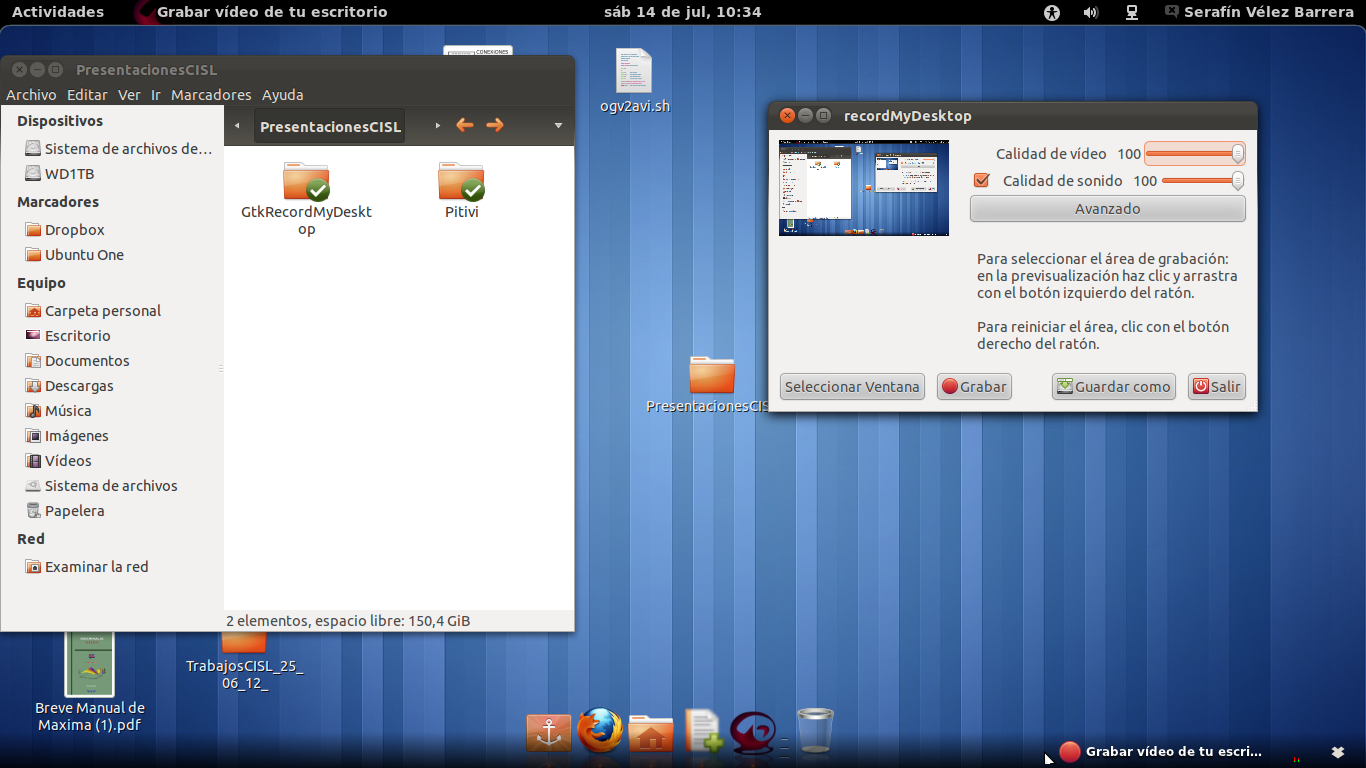 Actividades
Grabar vídeo de tu escritorio
sáb 14 de jul, 10:34
Serafín Vélez Barrera
CONEXIONES
ogv2avi.sh
PresentacionesCISL
Archivo Editar Ver Ir Marcadores Ayuda
Dispositivos
Sistema de archivos de...
WD1TB
Marcadores
Dropbox
Ubuntu One
Equipo
Carpeta personal
Escritorio
Documentos
Descargas
Música
Imágenes
Vídeos
Sistema de archivos
Papelera
Red
Examinar la red
PresentacionesCISL
GtkRecordMyDeskt
op
Pitivi
2 elementos, espacio libre: 150,4 GiB
PresentacionesCIS
recordMyDesktop
Calidad de vídeo 100
Calidad de sonido 100
Avanzado
Para seleccionar el área de grabación:
en la previsualización haz clic y arrastra
con el botón izquierdo del ratón.
Para reiniciar el área, clic con el botón
derecho del ratón.
Seleccionar Ventana
Grabar
Guardar como
Salir
TrabajosCISL_25_
06_12_
Breve Manual de
Maxima (1).pdf
Grabar vídeo de tu escri...